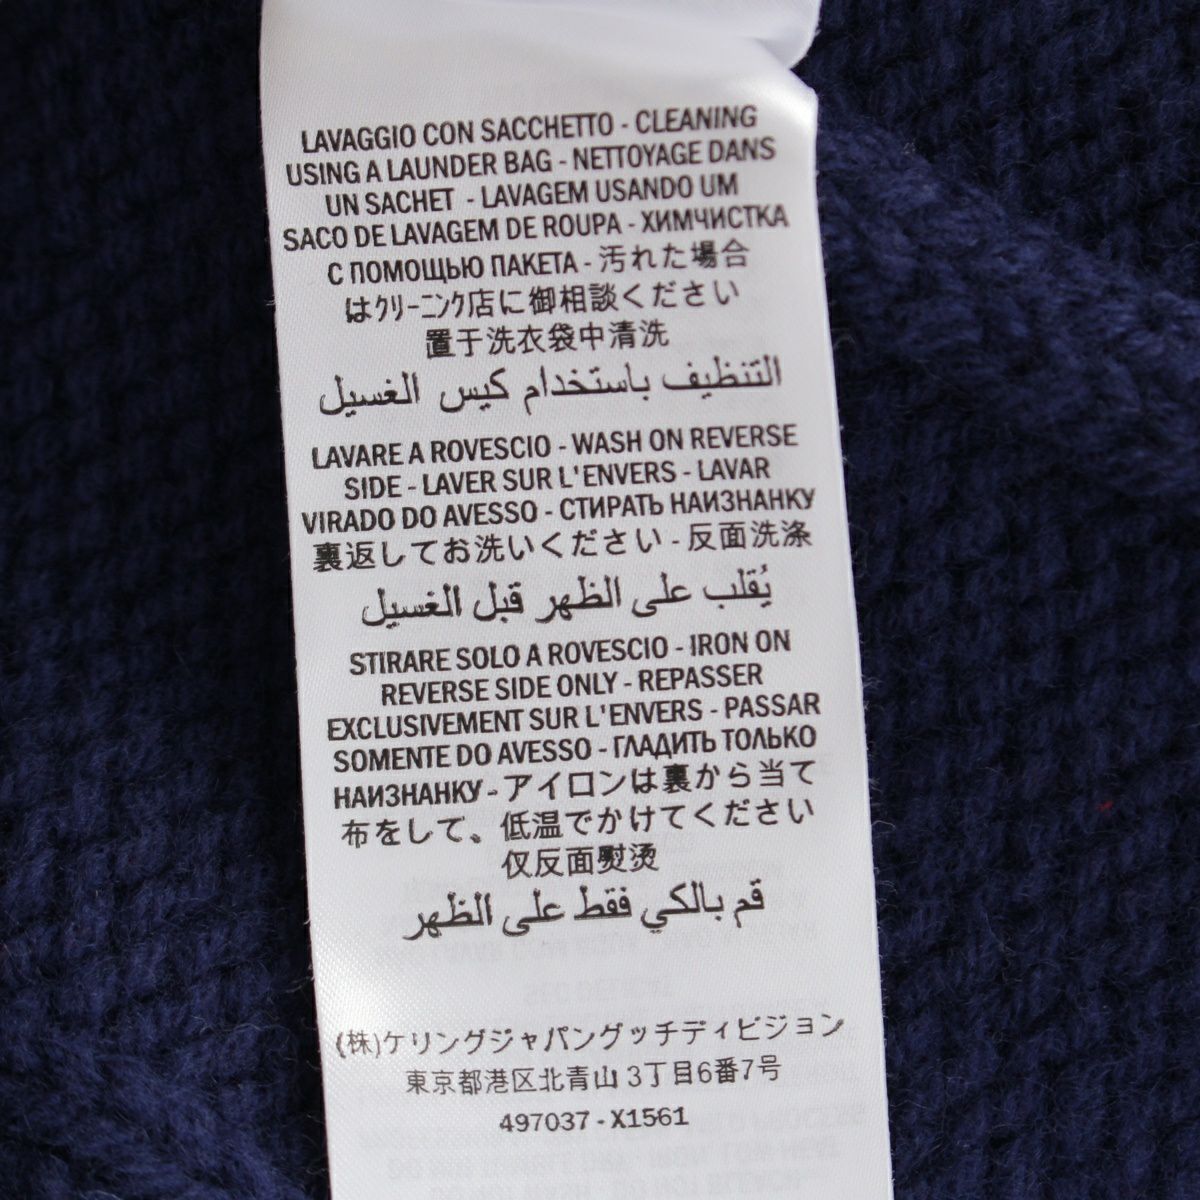 LAVAGGIO CON SACCHETTO - CLEANING
USING A LAUNDER BAG - NETTOYAGE DANS
UN SACHET - LAVAGEM USANDO UM
SACO DE LAVAGEM DE ROUPA - ХИМЧИСТКА
С ПОМОЩЬЮ ПАКЕТА - 汚れた場合
はクリーニング店に御相談ください
置于洗衣袋中清洗
التنظيف باستخدام كيس الغسيل
LAVARE A ROVESCIO - WASH ON REVERSE
SIDE - LAVER SUR L'ENVERS - LAVAR
VIRADO DO AVESSO - СТИРАТЬ НАИЗНАНКУ
裏返してお洗いください - 反面洗涤
يُقلب على الظهر قبل الغسيل
STIRARE SOLO A ROVESCIO - IRON ON
REVERSE SIDE ONLY - REPASSER
EXCLUSIVEMENT SUR L'ENVERS - PASSAR
SOMENTE DO AVESSO - ГЛАДИТЬ ТОЛЬКО
НАИЗНАНКУ - アイロンは裏から当て
布をして、低温でかけてください
仅反面熨烫
قم بالكي فقط على الظهر
(株)ケリングジャパングッチディビジョン
東京都港区北青山 3丁目6番7号
497037 - X1561